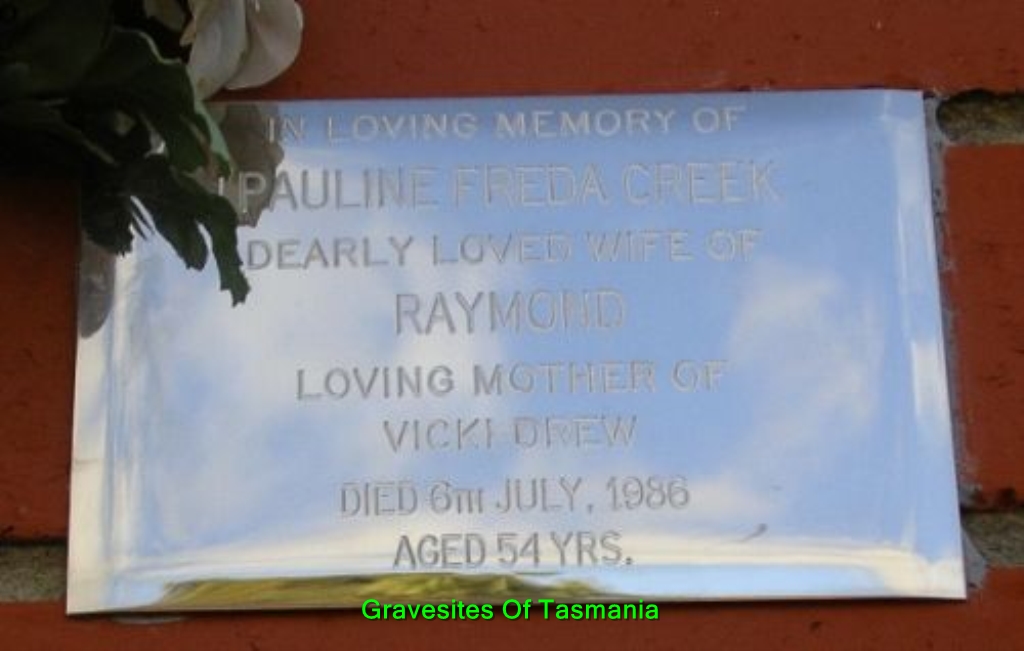 IN LOVING MEMORY OF
PAULINE FREDA CREEK
DEARLY LOVED WIFE OF
RAYMOND
LOVING MOTHER OF
VICKI DREW
DIED 6TH JULY, 1986
AGED 54 YRS.
Gravesites Of Tasmania